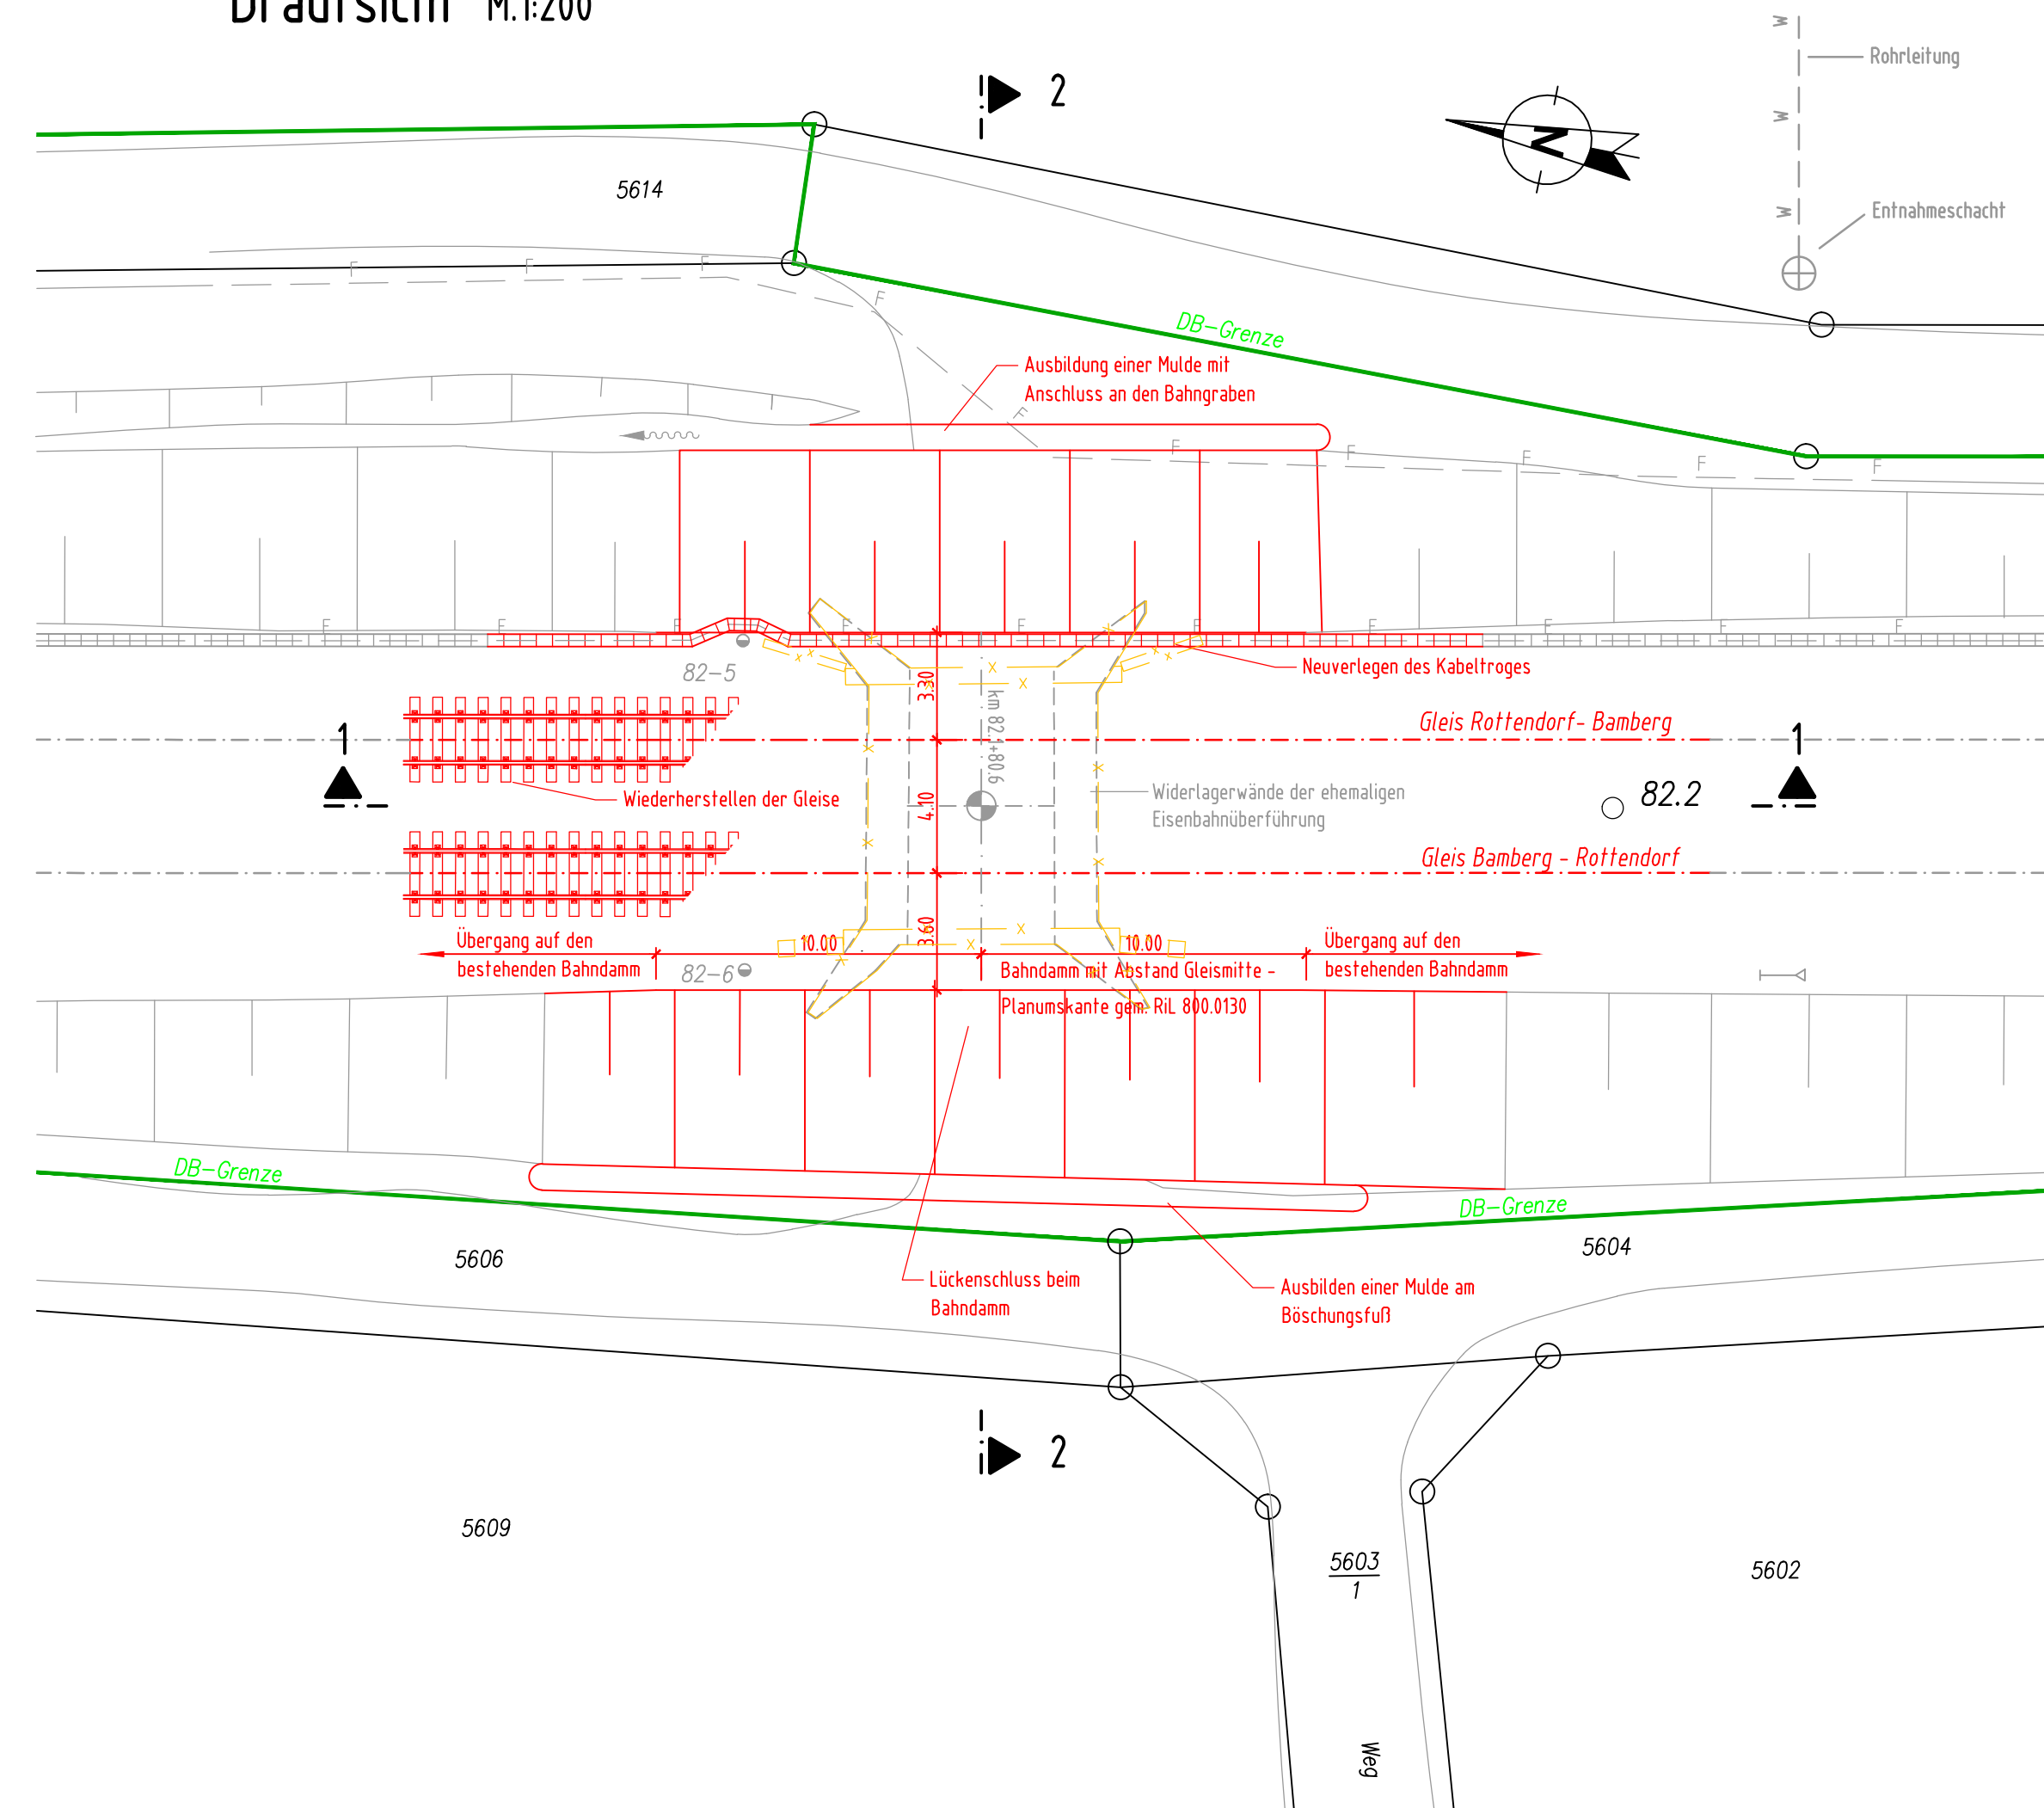 Draufsicht M.1:200
2
N
W
Rohrleitung
W
W
Entnahmeschacht
5614
F F F F
DB-Grenze
Ausbildung einer Mulde mit
Anschluss an den Bahngraben
F
F F F F F
F F F F F F F F F F
82-5
Neuverlegen des Kabeltroges
3.30
km 82.1+80.6
Gleis Rottendorf- Bamberg
1
1
Wiederherstellen der Gleise
4.10
Widerlagerwände der ehemaligen
Eisenbahnüberführung
82.2
Gleis Bamberg - Rottendorf
Übergang auf den
bestehenden Bahndamm
10.00
3.60
10.00
Übergang auf den
bestehenden Bahndamm
82-6
Bahndamm mit Abstand Gleismitte -
Planumskante gem. RiL 800.0130
DB-Grenze
DB-Grenze
5606
5604
Lückenschluss beim
Bahndamm
Ausbilden einer Mulde am
Böschungsfuß
2
5609
5603
1
5602
Weg